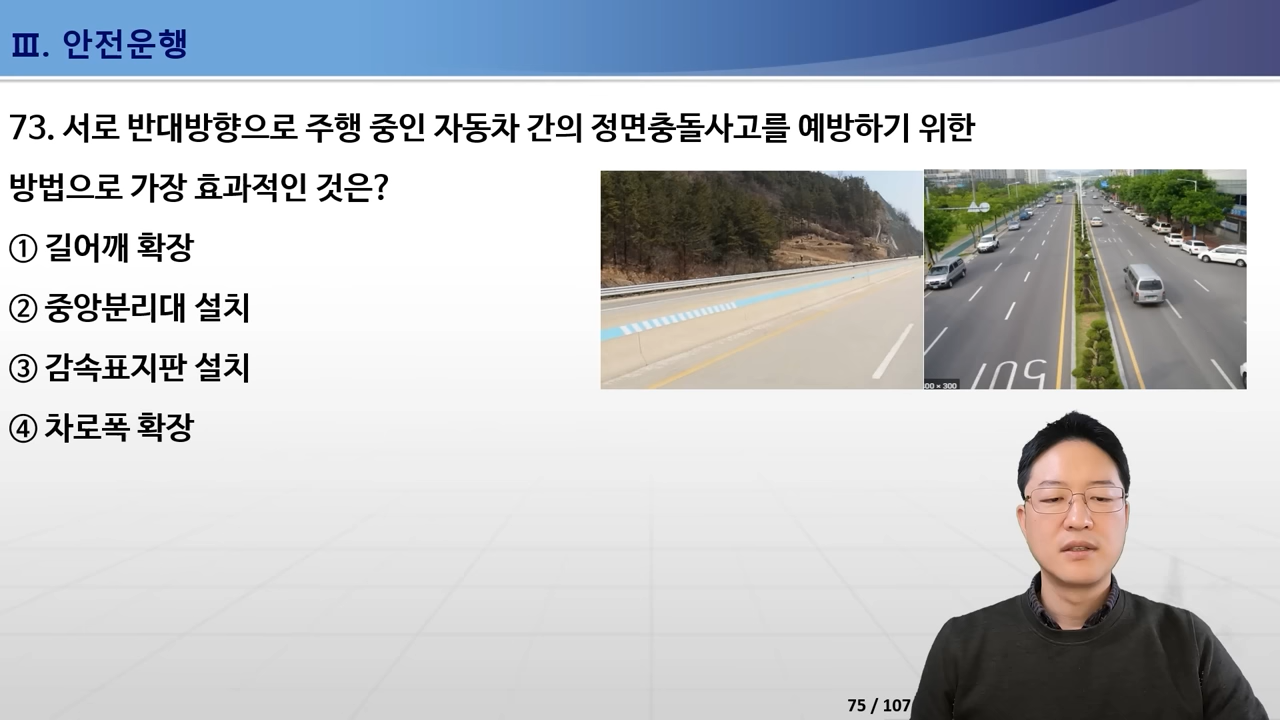 Ⅲ. 안전운행
73. 서로 반대방향으로 주행 중인 자동차 간의 정면충돌사고를 예방하기 위한
방법으로 가장 효과적인 것은?
① 길어깨 확장
② 중앙분리대 설치
③ 감속표지판 설치
④ 차로폭 확장
75 / 107